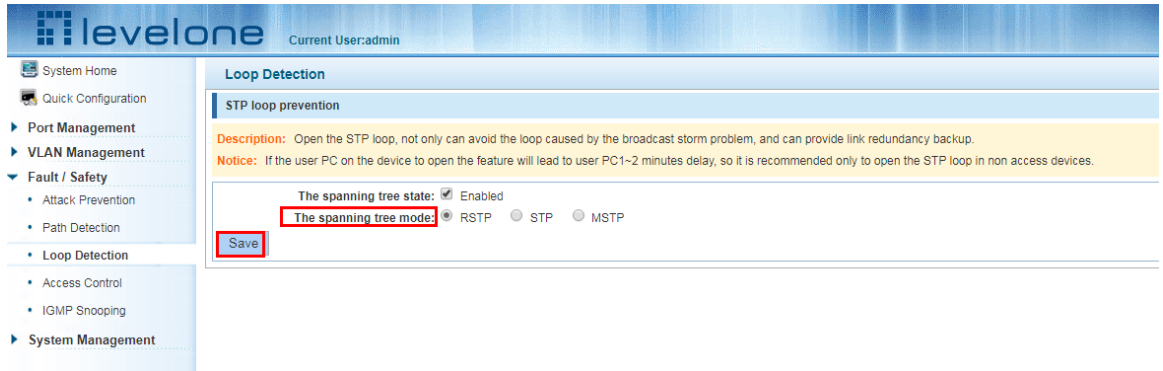 levelone
Current User:admin
System Home
Quick Configuration
Port Management
VLAN Management
Fault / Safety
Attack Prevention
Path Detection
Loop Detection
Access Control
IGMP Snooping
System Management
Loop Detection
STP loop prevention
Description: Open the STP loop, not only can avoid the loop caused by the broadcast storm problem, and can provide link redundancy backup.
Notice: If the user PC on the device to open the feature will lead to user PC1~2 minutes delay, so it is recommended only to open the STP loop in non access devices.
The spanning tree state: Enabled
The spanning tree mode: RSTP STP MSTP
Save